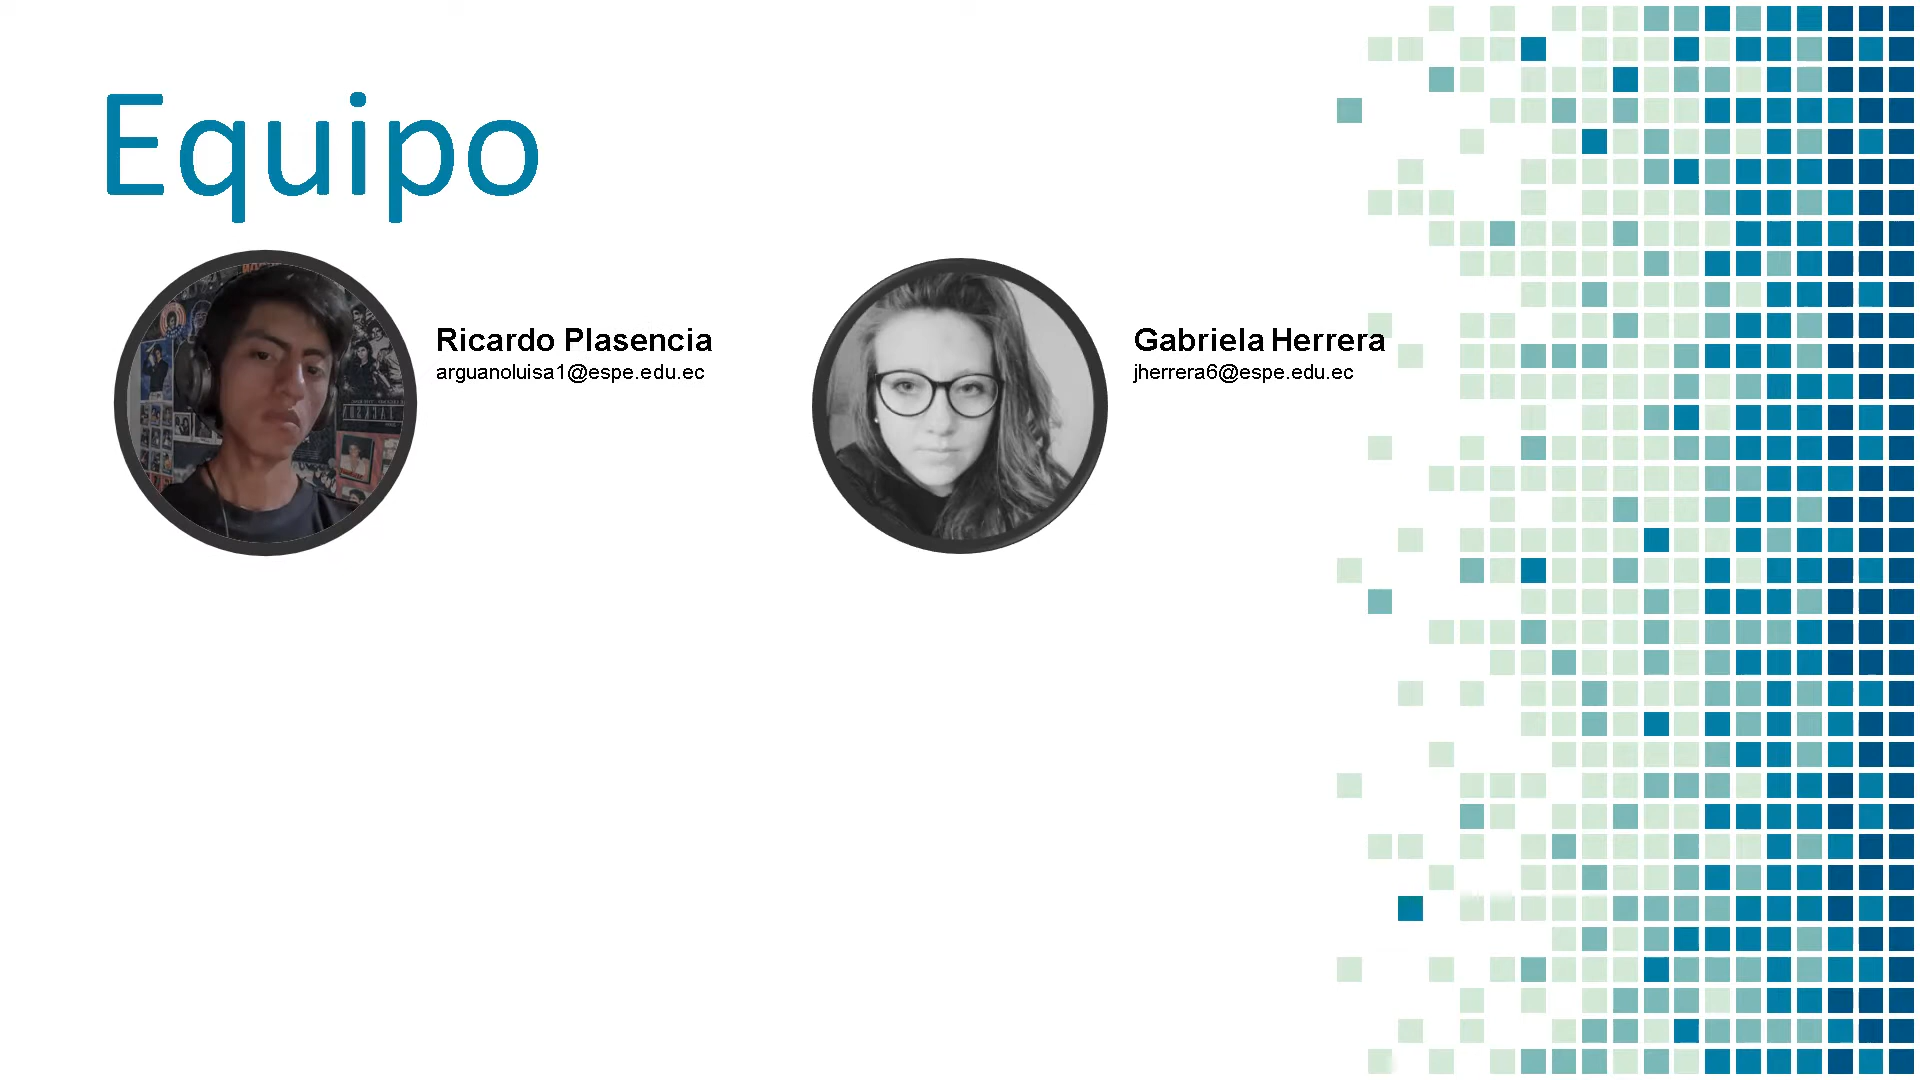 Equipo
Ricardo Plasencia
arguanoluisa1@espe.edu.ec
Gabriela Herrera
jherrera6@espe.edu.ec